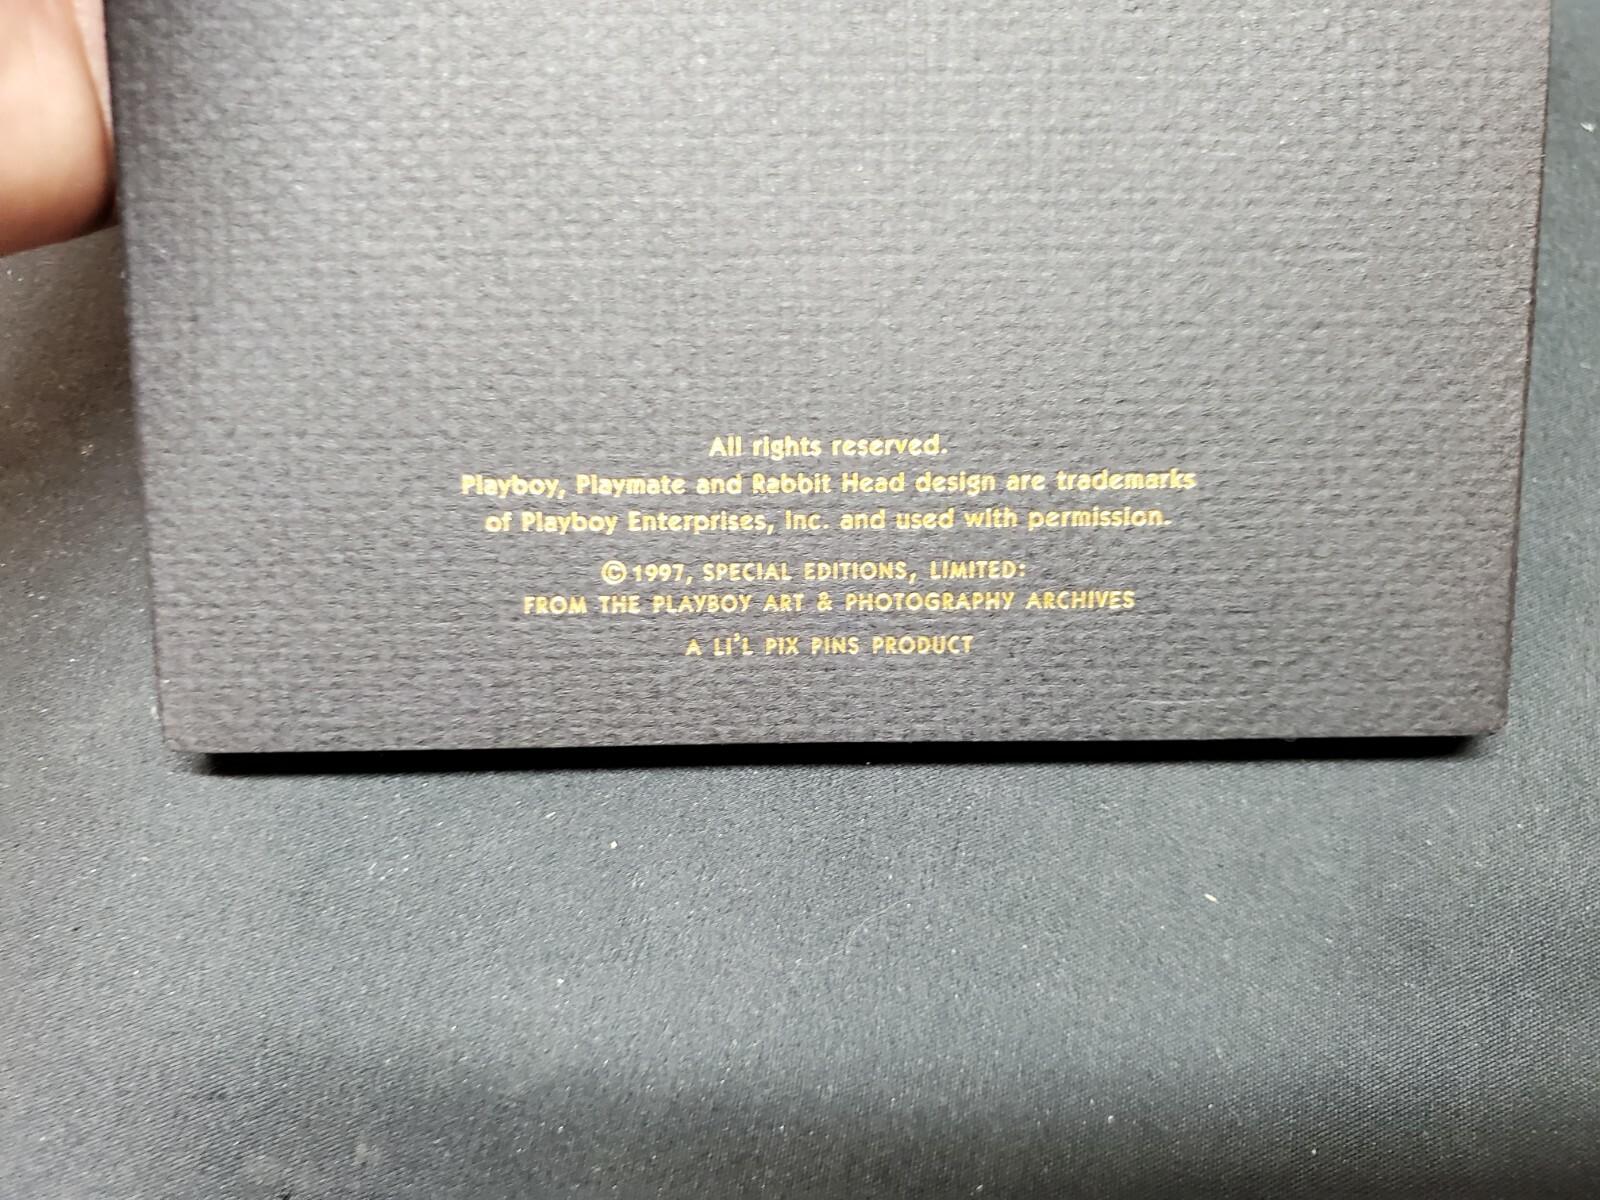 All rights reserved.
Playboy, Playmate and Rabbit Head design are trademarks
of Playboy Enterprises, Inc. and used with permission.
©1997, SPECIAL EDITIONS, LIMITED:
FROM THE PLAYBOY ART & PHOTOGRAPHY ARCHIVES
A LI'L PIX PINS PRODUCT